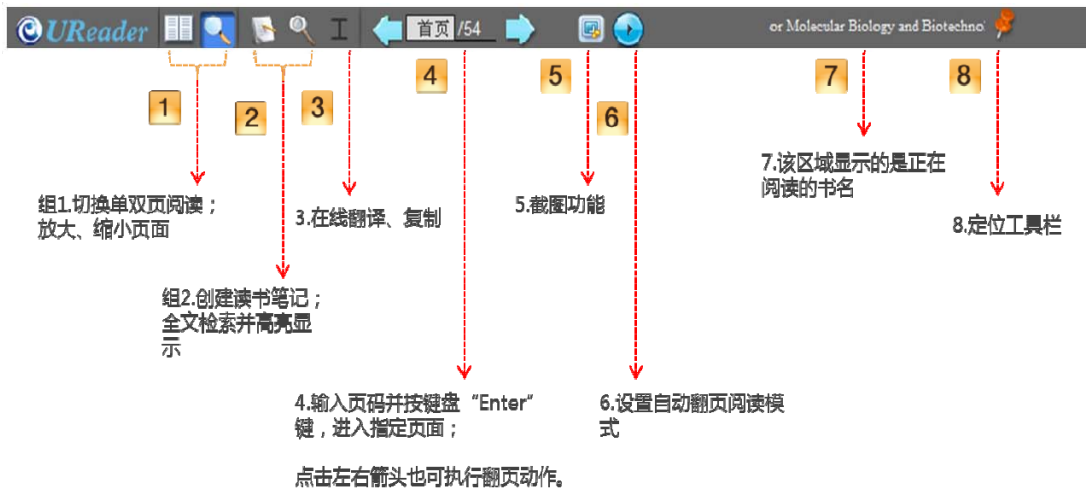 UReader 首页 /54 or Molecular Biology and Biotechno
1
2
3
4
5
6
7
8
组1.切换单双页阅读；
放大、缩小页面
组2.创建读书笔记；
全文检索并高亮显
示
3.在线翻译、复制
4.输入页码并按键盘“Enter”
键，进入指定页面；
点击左右箭头也可执行翻页动作。
5.截图功能
6.设置自动翻页阅读模
式
7.该区域显示的是正在
阅读的书名
8.定位工具栏